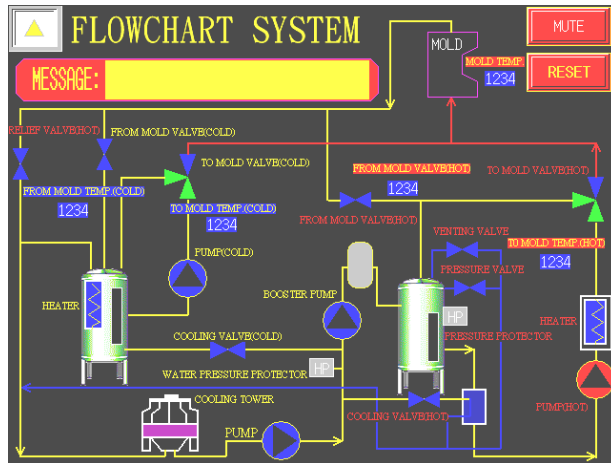 FLOWCHART SYSTEM
MUTE
MOLD
MOLD TEMP.
1234
RESET
MESSAGE:
RELIEF VALVE(HOT)
FROM MOLD VALVE(COLD)
TO MOLD VALVE(COLD)
FROM MOLD VALVE(HOT)
1234
TO MOLD VALVE(HOT)
FROM MOLD TEMP.(COLD)
1234
TO MOLD TEMP.(COLD)
1234
FROM MOLD VALVE(HOT)
VENTING VALVE
TO MOLD TEMP.(HOT)
1234
PUMP(COLD)
PRESSURE VALVE
HEATER
BOOSTER PUMP
HP
HEATER
COOLING VALVE(COLD)
PRESSURE PROTECTOR
WATER PRESSURE PROTECTOR
HP
COOLING TOWER
COOLING VALVE(HOT)
PUMP(HOT)
PUMP